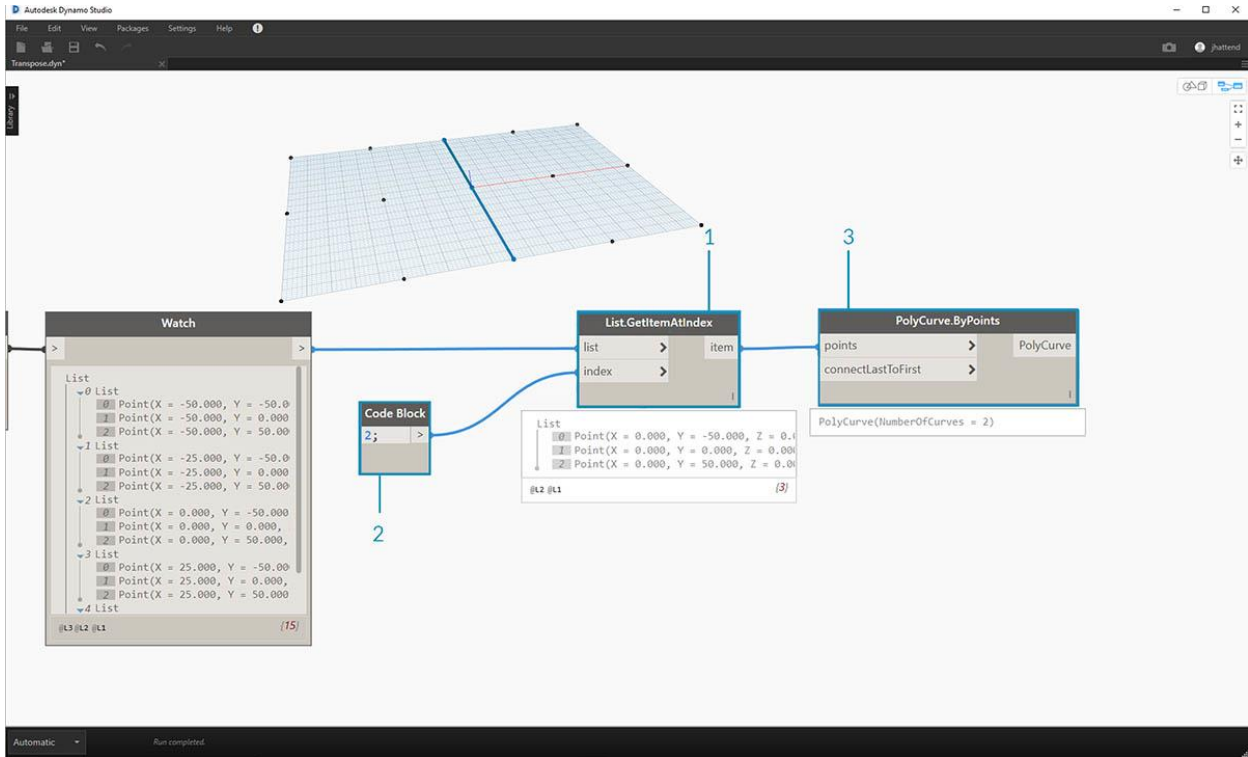 Autodesk Dynamo Studio
File Edit View Packages Settings Help
jhattend
Transpose.dyn*
Library
1
3
Watch
> >
List
0 List
0 Point(X = -50.000, Y = -50.0
1 Point(X = -50.000, Y = 0.000
2 Point(X = -50.000, Y = 50.00
1 List
0 Point(X = -25.000, Y = -50.0
1 Point(X = -25.000, Y = 0.000
2 Point(X = -25.000, Y = 50.00
2 List
0 Point(X = 0.000, Y = -50.000
1 Point(X = 0.000, Y = 0.000,
2 Point(X = 0.000, Y = 50.000,
3 List
0 Point(X = 25.000, Y = -50.00
1 Point(X = 25.000, Y = 0.000,
2 Point(X = 25.000, Y = 50.000
4 List
@L3 @L2 @L1 {15}
Code Block
2; >
2
List.GetItemAtIndex
list > item
index >
l
List
0 Point(X = 0.000, Y = -50.000, Z = 0.0
1 Point(X = 0.000, Y = 0.000, Z = 0.00
2 Point(X = 0.000, Y = 50.000, Z = 0.00
@L2 @L1 {3}
PolyCurve.ByPoints
points > PolyCurve
connectLastToFirst >
l
PolyCurve(NumberOfCurves = 2)
Automatic Run completed.